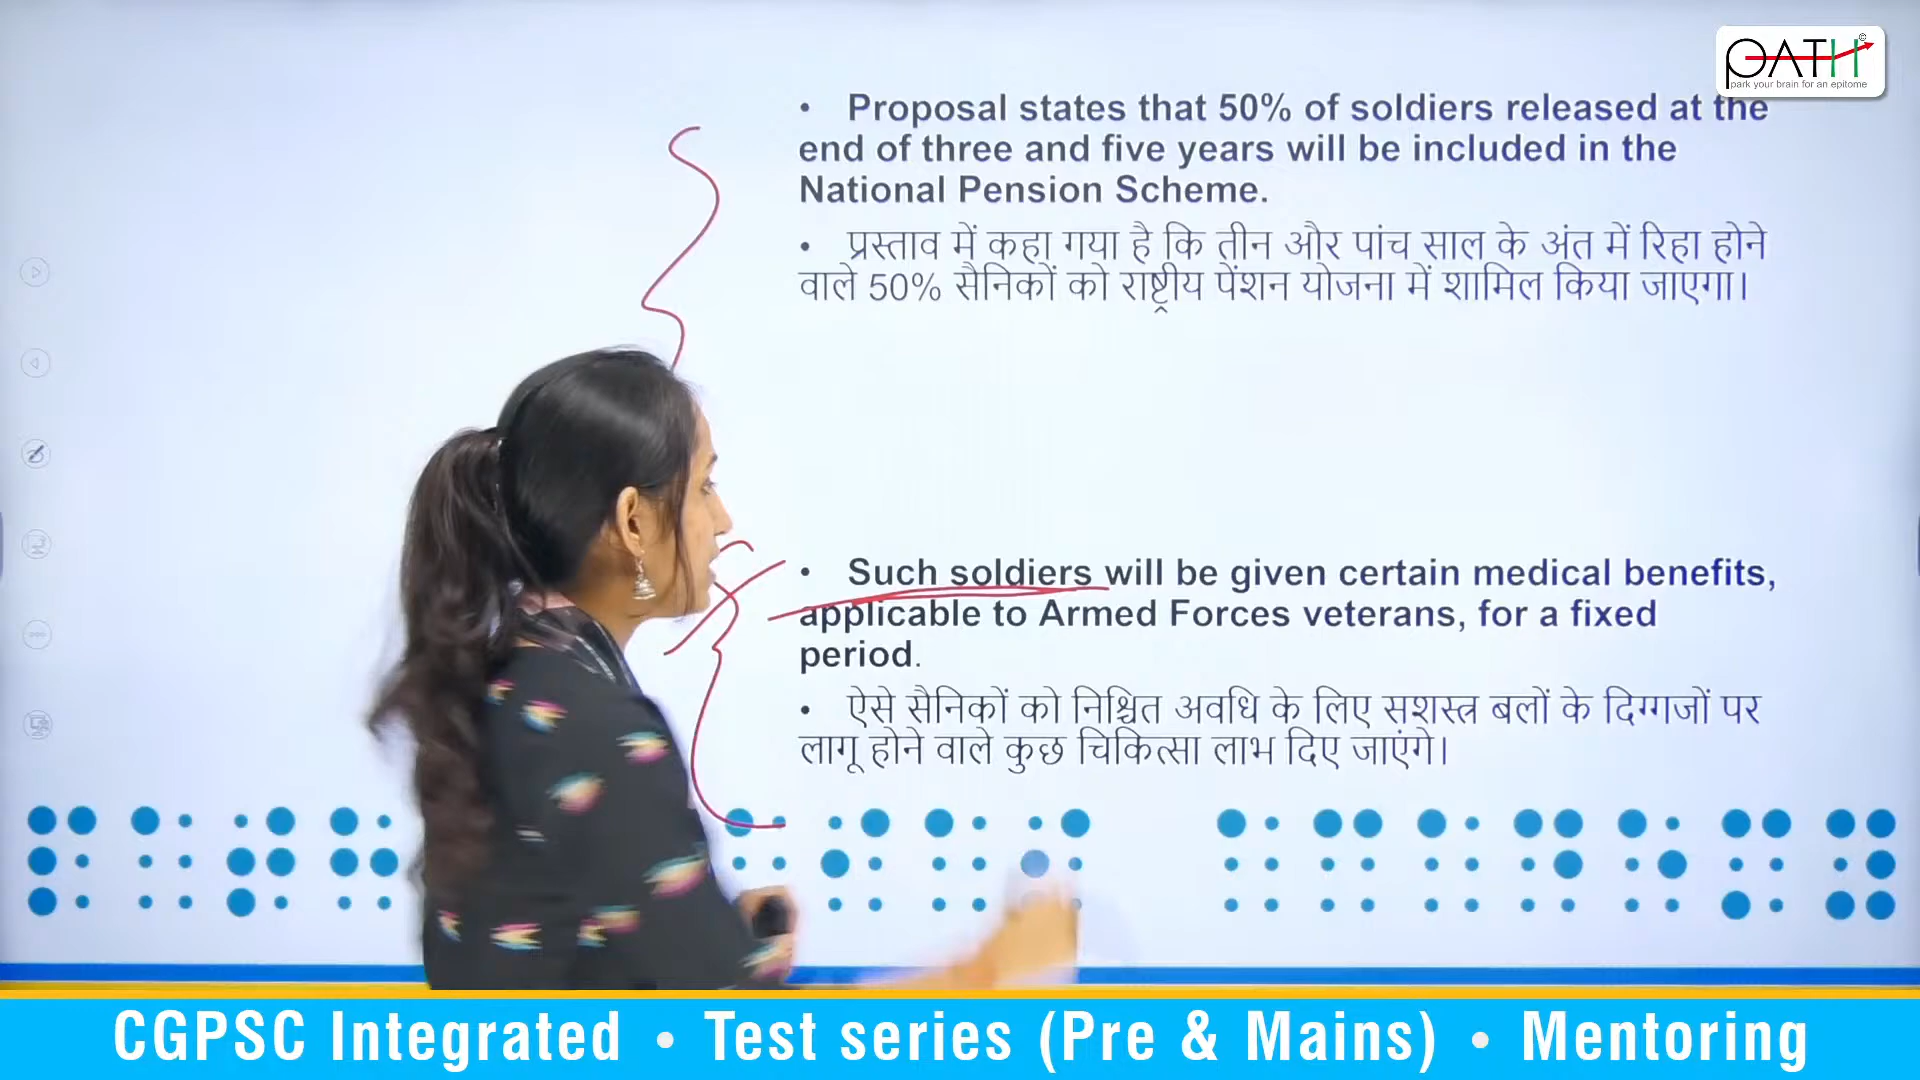 PATH©
park your brain for an epitome
• Proposal states that 50% of soldiers released at the
end of three and five years will be included in the
National Pension Scheme.
• प्रस्ताव में कहा गया है कि तीन और पांच साल के अंत में रिहा होने
वाले 50% सैनिकों को राष्ट्रीय पेंशन योजना में शामिल किया जाएगा।
• Such soldiers will be given certain medical benefits,
applicable to Armed Forces veterans, for a fixed
period.
• ऐसे सैनिकों को निश्चित अवधि के लिए सशस्त्र बलों के दिग्गजों पर
लागू होने वाले कुछ चिकित्सा लाभ दिए जाएंगे।
CGPSC Integrated • Test series (Pre & Mains) • Mentoring